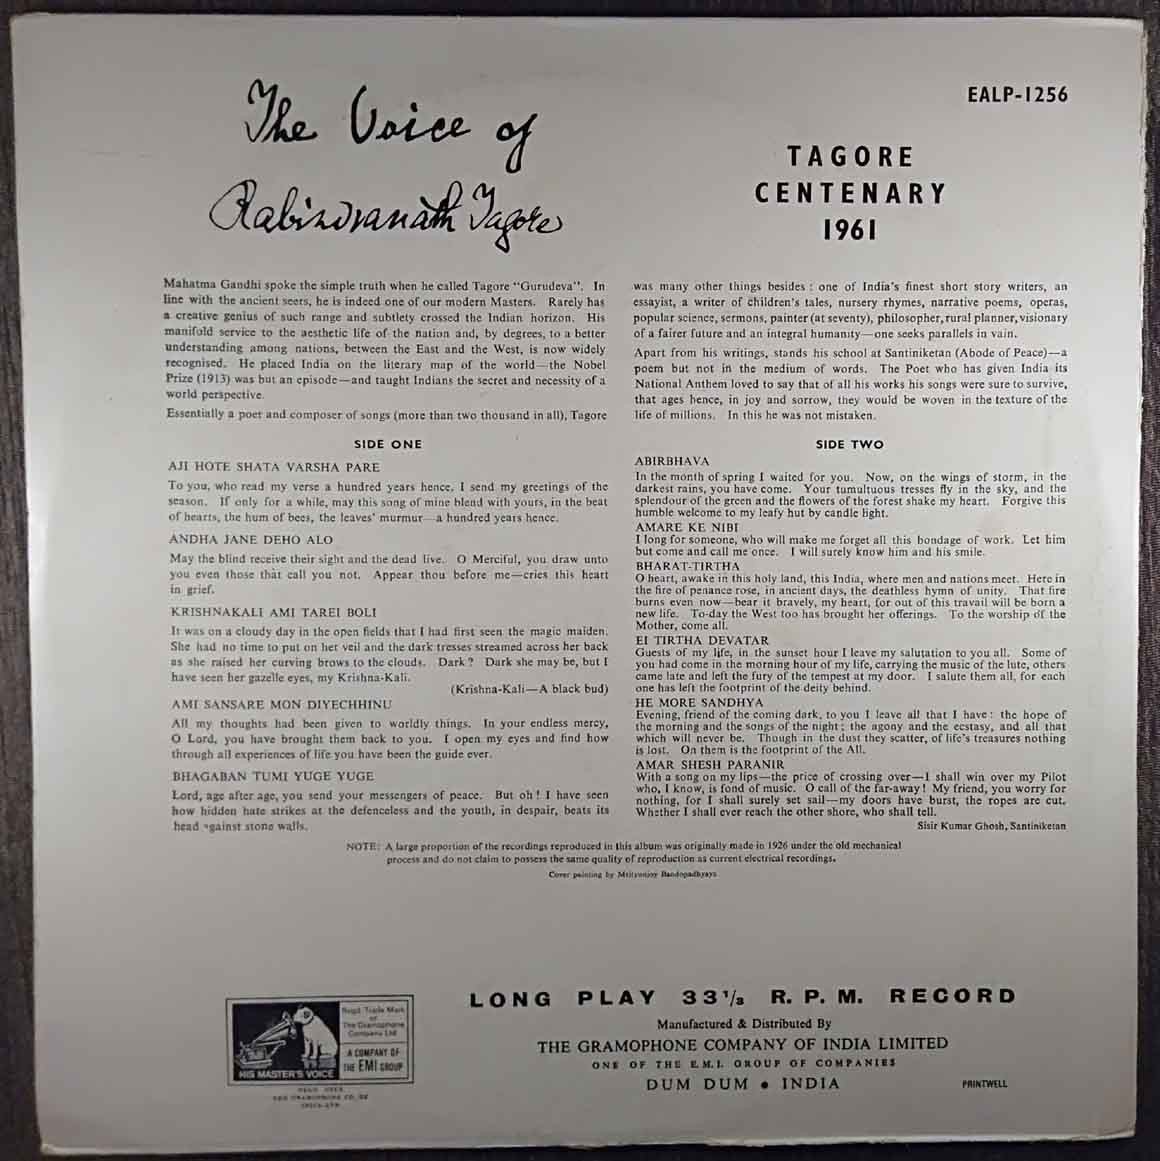 The Voice of
Rabindranath Tagore
EALP-1256
TAGORE
CENTENARY
1961
Mahatma Gandhi spoke the simple truth when he called Tagore "Gurudeva". In
line with the ancient seers, he is indeed one of our modern Masters. Rarely has
a creative genius of such range and subtlety crossed the Indian horizon. His
manifold service to the aesthetic life of the nation and, by degrees, to a better
understanding among nations, between the East and the West, is now widely
recognised. He placed India on the literary map of the world—the Nobel
Prize (1913) was but an episode—and taught Indians the secret and necessity of a
world perspective.
Essentially a poet and composer of songs (more than two thousand in all), Tagore
was many other things besides : one of India's finest short story writers, an
essayist, a writer of children's tales, nursery rhymes, narrative poems, operas,
popular science, sermons, painter (at seventy), philosopher, rural planner, visionary
of a fairer future and an integral humanity—one seeks parallels in vain.
Apart from his writings, stands his school at Santiniketan (Abode of Peace)—a
poem but not in the medium of words. The Poet who has given India its
National Anthem loved to say that of all his works his songs were sure to survive,
that ages hence, in joy and sorrow, they would be woven in the texture of the
life of millions. In this he was not mistaken.
SIDE ONE
AJI HOTE SHATA VARSHA PARE
To you, who read my verse a hundred years hence, I send my greetings of the
season. If only for a while, may this song of mine blend with yours, in the beat
of hearts, the hum of bees, the leaves' murmur—a hundred years hence.
ANDHA JANE DEHO ALO
May the blind receive their sight and the dead live. O Merciful, you draw unto
you even those that call you not. Appear thou before me—cries this heart
in grief.
KRISHNAKALI AMI TAREI BOLI
It was on a cloudy day in the open fields that I had first seen the magic maiden.
She had no time to put on her veil and the dark tresses streamed across her back
as she raised her curving brows to the clouds. Dark? Dark she may be, but I
have seen her gazelle eyes, my Krishna-Kali.
(Krishna-Kali—A black bud)
AMI SANSARE MON DIYECHHINU
All my thoughts had been given to worldly things. In your endless mercy,
O Lord, you have brought them back to you. I open my eyes and find how
through all experiences of life you have been the guide ever.
BHAGABAN TUMI YUGE YUGE
Lord, age after age, you send your messengers of peace. But oh! I have seen
how hidden hate strikes at the defenceless and the youth, in despair, beats its
head against stone walls.
SIDE TWO
ABIRBHAVA
In the month of spring I waited for you. Now, on the wings of storm, in the
darkest rains, you have come. Your tumultuous tresses fly in the sky, and the
splendour of the green and the flowers of the forest shake my heart. Forgive this
humble welcome to my leafy hut by candle light.
AMARE KE NIBI
I long for someone, who will make me forget all this bondage of work. Let him
but come and call me once. I will surely know him and his smile.
BHARAT-TIRTHA
O heart, awake in this holy land, this India, where men and nations meet. Here in
the fire of penance rose, in ancient days, the deathless hymn of unity. That fire
burns even now—bear it bravely, my heart, for out of this travail will be born a
new life. To-day the West too has brought her offerings. To the worship of the
Mother, come all.
EI TIRTHA DEVATAR
Guests of my life, in the sunset hour I leave my salutation to you all. Some of
you had come in the morning hour of my life, carrying the music of the lute, others
came late and left the fury of the tempest at my door. I salute them all, for each
one has left the footprint of the deity behind.
HE MORE SANDHYA
Evening, friend of the coming dark, to you I leave all that I have : the hope of
the morning and the songs of the night ; the agony and the ecstasy, and all that
which will never be. Though in the dust they scatter, of life's treasures nothing
is lost. On them is the footprint of the All.
AMAR SHESH PARANIR
With a song on my lips—the price of crossing over—I shall win over my Pilot
who, I know, is fond of music. O call of the far-away! My friend, you worry for
nothing, for I shall surely set sail—my doors have burst, the ropes are cut.
Whether I shall ever reach the other shore, who shall tell.
Sisir Kumar Ghosh, Santiniketan
NOTE: A large proportion of the recordings reproduced in this album was originally made in 1926 under the old mechanical
process and do not claim to possess the same quality of reproduction as current electrical recordings.
Cover painting by Mrityunjoy Bandopadhyaya
HIS MASTER'S VOICE
Regd. Trade Mark
of
The Gramophone
Company Ltd
A COMPANY OF
THE EMI GROUP
LONG PLAY 33 1/3 R. P. M. RECORD
Manufactured & Distributed By
THE GRAMOPHONE COMPANY OF INDIA LIMITED
ONE OF THE E.M.I. GROUP OF COMPANIES
DUM DUM • INDIA
PRINTWELL